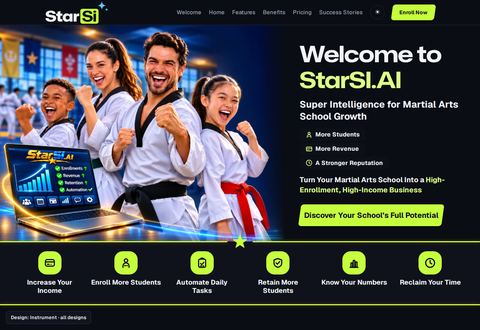 StarSi
Welcome
Home
Features
Benefits
Pricing
Success Stories
Enroll Now
Welcome to
StarSI.AI
Super Intelligence for Martial Arts
School Growth
More Students
More Revenue
A Stronger Reputation
Turn Your Martial Arts School Into a High-
Enrollment, High-Income Business
Discover Your School's Full Potential
StarSI.AI
Enrollments
Revenue
Retention
Automation
Increase Your
Income
Enroll More Students
Automate Daily
Tasks
Retain More
Students
Know Your Numbers
Reclaim Your Time
Design: Instrument · all designs